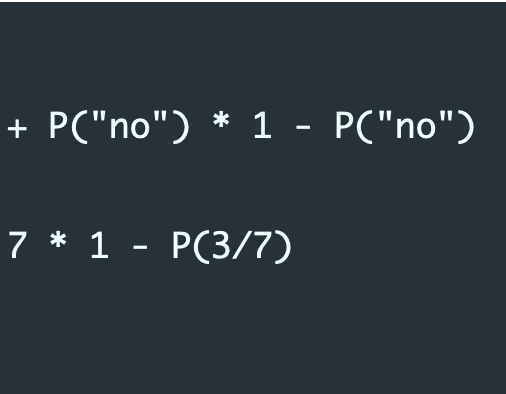 + P("no") * 1 - P("no")
7 * 1 - P(3/7)